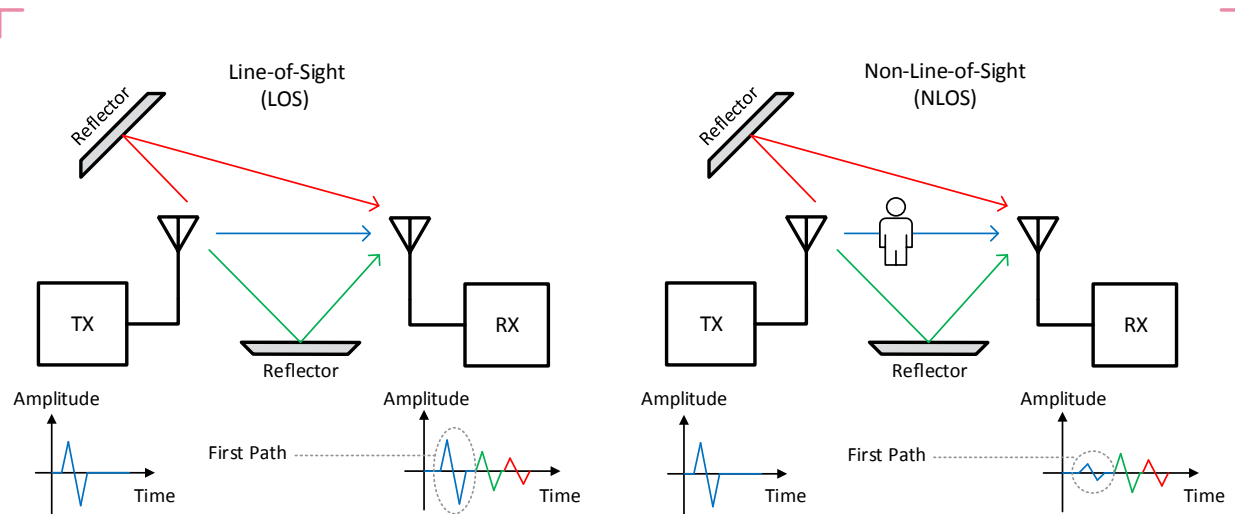 Line-of-Sight
(LOS)
Reflector
TX
RX
Reflector
Amplitude
Time
First Path
Amplitude
Time
Non-Line-of-Sight
(NLOS)
Reflector
TX
RX
Reflector
Amplitude
Time
First Path
Amplitude
Time